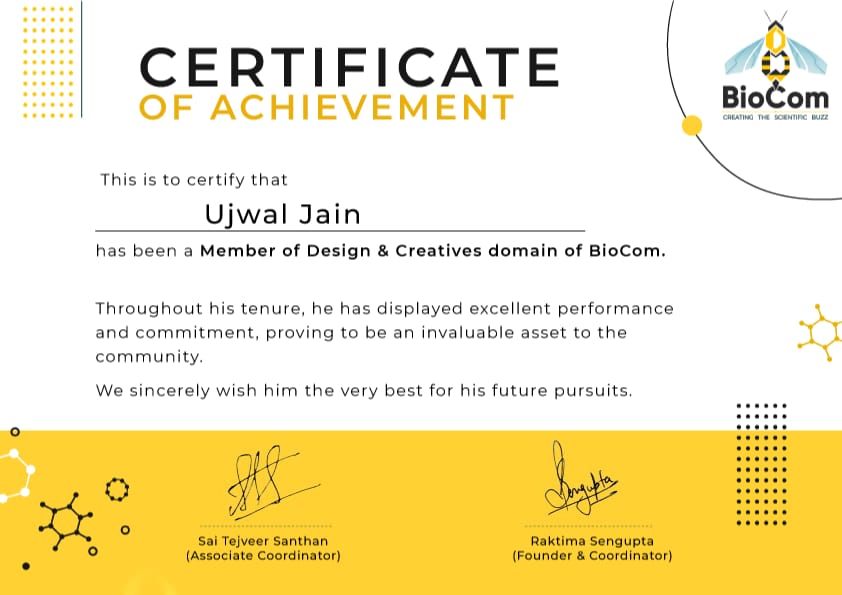 CERTIFICATE
OF ACHIEVEMENT
BioCom
CREATING THE SCIENTIFIC BUZZ
This is to certify that
Ujwal Jain
has been a Member of Design & Creatives domain of BioCom.
Throughout his tenure, he has displayed excellent performance
and commitment, proving to be an invaluable asset to the
community.
We sincerely wish him the very best for his future pursuits.
Sengupta
Sai Tejveer Santhan
(Associate Coordinator)
Raktima Sengupta
(Founder & Coordinator)